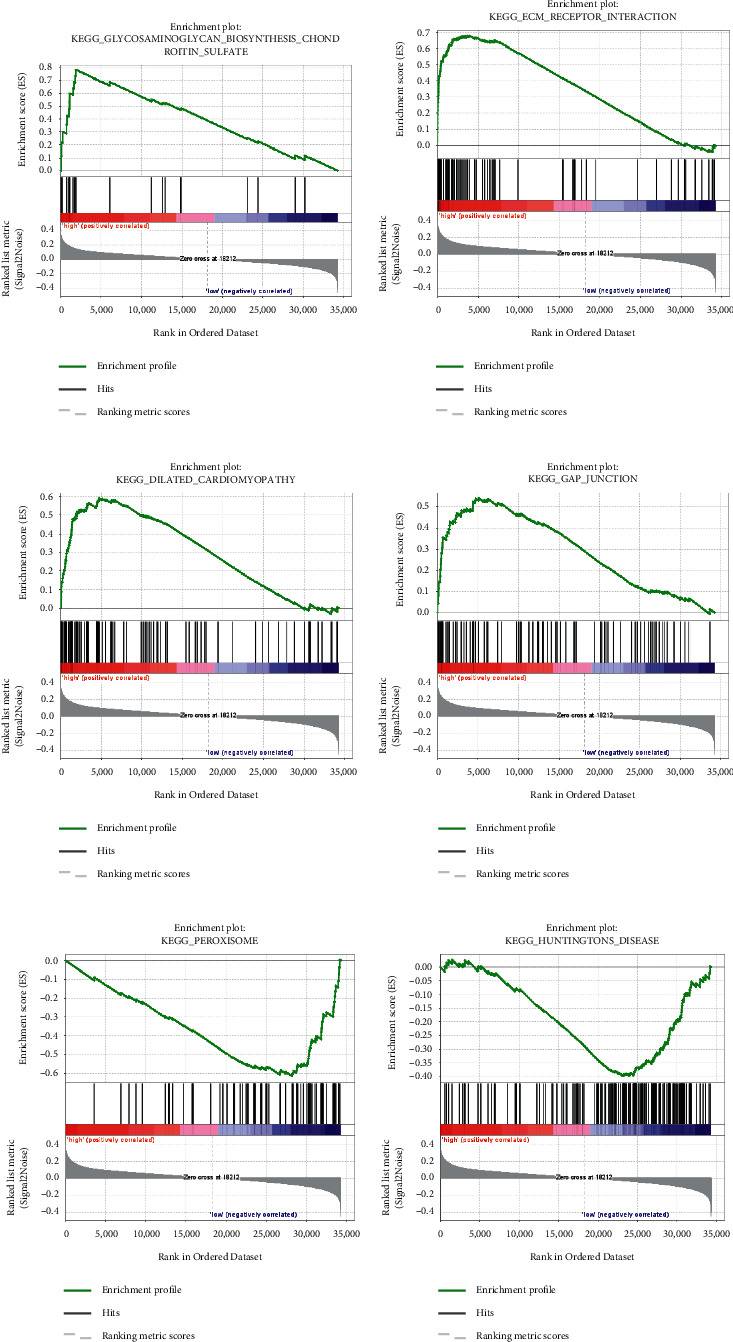 Enrichment plot:
KEGG_GLYCOSAMINOGLYCAN_BIOSYNTHESIS_CHOND
ROITIN_SULFATE
Enrichment score (ES)
0.8
0.7
0.6
0.5
0.4
0.3
0.2
0.1
0.0
Ranked list metric
(Signal2Noise)
0.4
0.2
0.0
−0.2
−0.4
'high' (positively correlated)
Zero cross at 18212
'low' (negatively correlated)
0 5,000 10,000 15,000 20,000 25,000 30,000 35,000
Rank in Ordered Dataset
Enrichment profile
Hits
Ranking metric scores
Enrichment plot:
KEGG_ECM_RECEPTOR_INTERACTION
Enrichment score (ES)
0.7
0.6
0.5
0.4
0.3
0.2
0.1
0.0
Ranked list metric
(Signal2Noise)
0.4
0.2
0.0
−0.2
−0.4
'high' (positively correlated)
Zero cross at 18212
'low' (negatively correlated)
0 5,000 10,000 15,000 20,000 25,000 30,000 35,000
Rank in Ordered Dataset
Enrichment profile
Hits
Ranking metric scores
Enrichment plot:
KEGG_DILATED_CARDIOMYOPATHY
Enrichment score (ES)
0.6
0.5
0.4
0.3
0.2
0.1
0.0
Ranked list metric
(Signal2Noise)
0.4
0.2
0.0
−0.2
−0.4
'high' (positively correlated)
Zero cross at 18212
'low' (negatively correlated)
0 5,000 10,000 15,000 20,000 25,000 30,000 35,000
Rank in Ordered Dataset
Enrichment profile
Hits
Ranking metric scores
Enrichment plot:
KEGG_GAP_JUNCTION
Enrichment score (ES)
0.5
0.4
0.3
0.2
0.1
0.0
Ranked list metric
(Signal2Noise)
0.4
0.2
0.0
−0.2
−0.4
'high' (positively correlated)
Zero cross at 18212
'low' (negatively correlated)
0 5,000 10,000 15,000 20,000 25,000 30,000 35,000
Rank in Ordered Dataset
Enrichment profile
Hits
Ranking metric scores
Enrichment plot:
KEGG_PEROXISOME
Enrichment score (ES)
0.0
−0.1
−0.2
−0.3
−0.4
−0.5
−0.6
Ranked list metric
(Signal2Noise)
0.4
0.2
0.0
−0.2
−0.4
'high' (positively correlated)
Zero cross at 18212
'low' (negatively correlated)
0 5,000 10,000 15,000 20,000 25,000 30,000 35,000
Rank in Ordered Dataset
Enrichment profile
Hits
Ranking metric scores
Enrichment plot:
KEGG_HUNTINGTONS_DISEASE
Enrichment score (ES)
0.00
−0.05
−0.10
−0.15
−0.20
−0.25
−0.30
−0.35
−0.40
Ranked list metric
(Signal2Noise)
0.4
0.2
0.0
−0.2
−0.4
'high' (positively correlated)
Zero cross at 18212
'low' (negatively correlated)
0 5,000 10,000 15,000 20,000 25,000 30,000 35,000
Rank in Ordered Dataset
Enrichment profile
Hits
Ranking metric scores